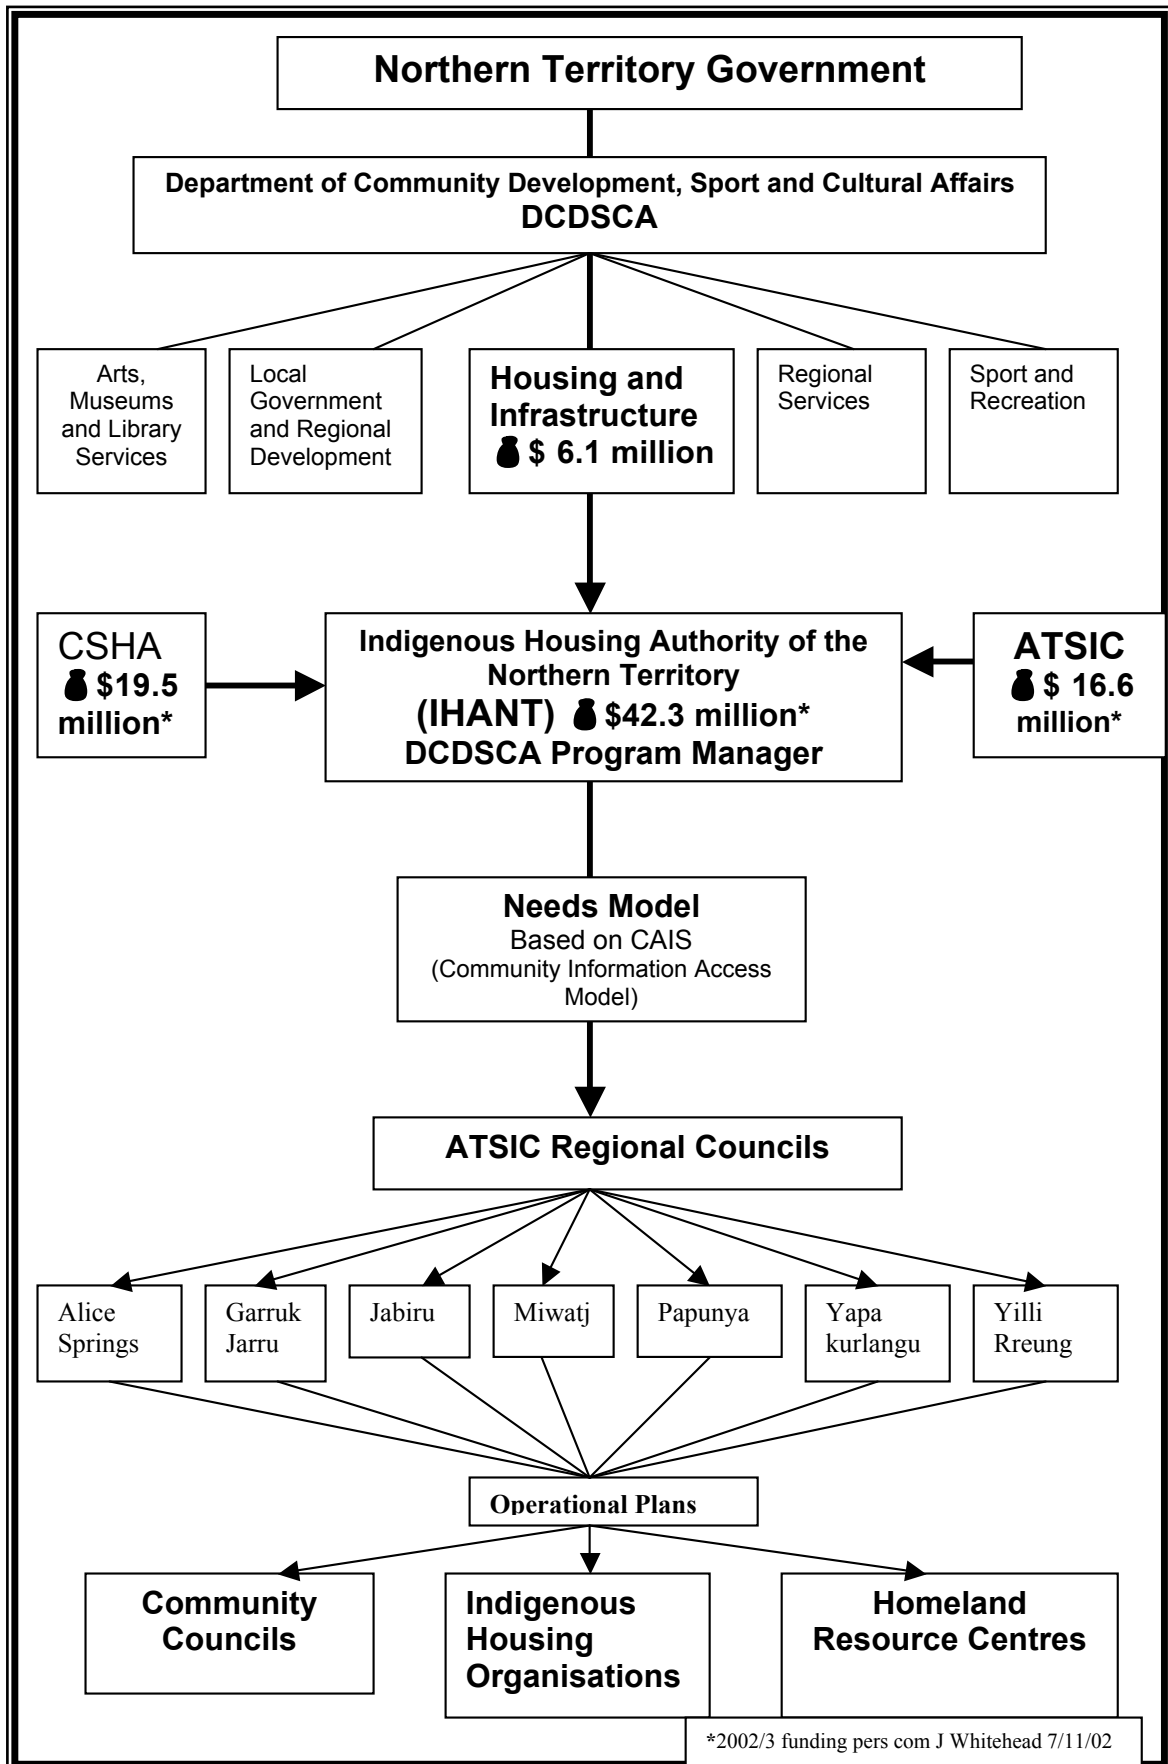 Northern Territory Government
Department of Community Development, Sport and Cultural Affairs
DCDSCA
Arts,
Museums
and Library
Services
Local
Government
and Regional
Development
Housing and
Infrastructure
$ 6.1 million
Regional
Services
Sport and
Recreation
CSHA
$19.5
million*
Indigenous Housing Authority of the
Northern Territory
(IHANT) $42.3 million*
DCDSCA Program Manager
ATSIC
$ 16.6
million*
Needs Model
Based on CAIS
(Community Information Access
Model)
ATSIC Regional Councils
Alice
Springs
Garruk
Jarru
Jabiru
Miwatj
Papunya
Yapa
kurlangu
Yilli
Rreung
Operational Plans
Community
Councils
Indigenous
Housing
Organisations
Homeland
Resource Centres
*2002/3 funding pers com J Whitehead 7/11/02